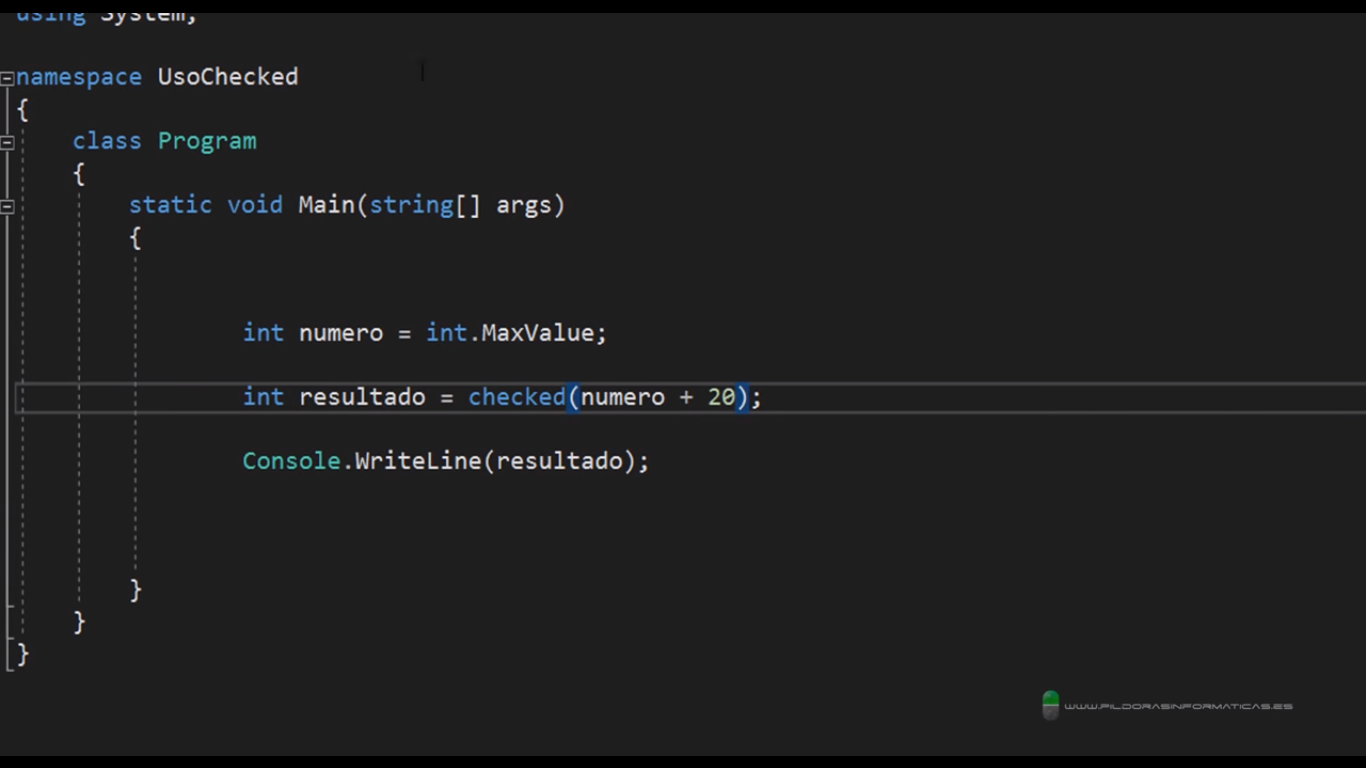 using System;
namespace UsoChecked
{
class Program
{
static void Main(string[] args)
{
int numero = int.MaxValue;
int resultado = checked(numero + 20);
Console.WriteLine(resultado);
}
}
}
WWW.PILDORASINFORMATICAS.ES